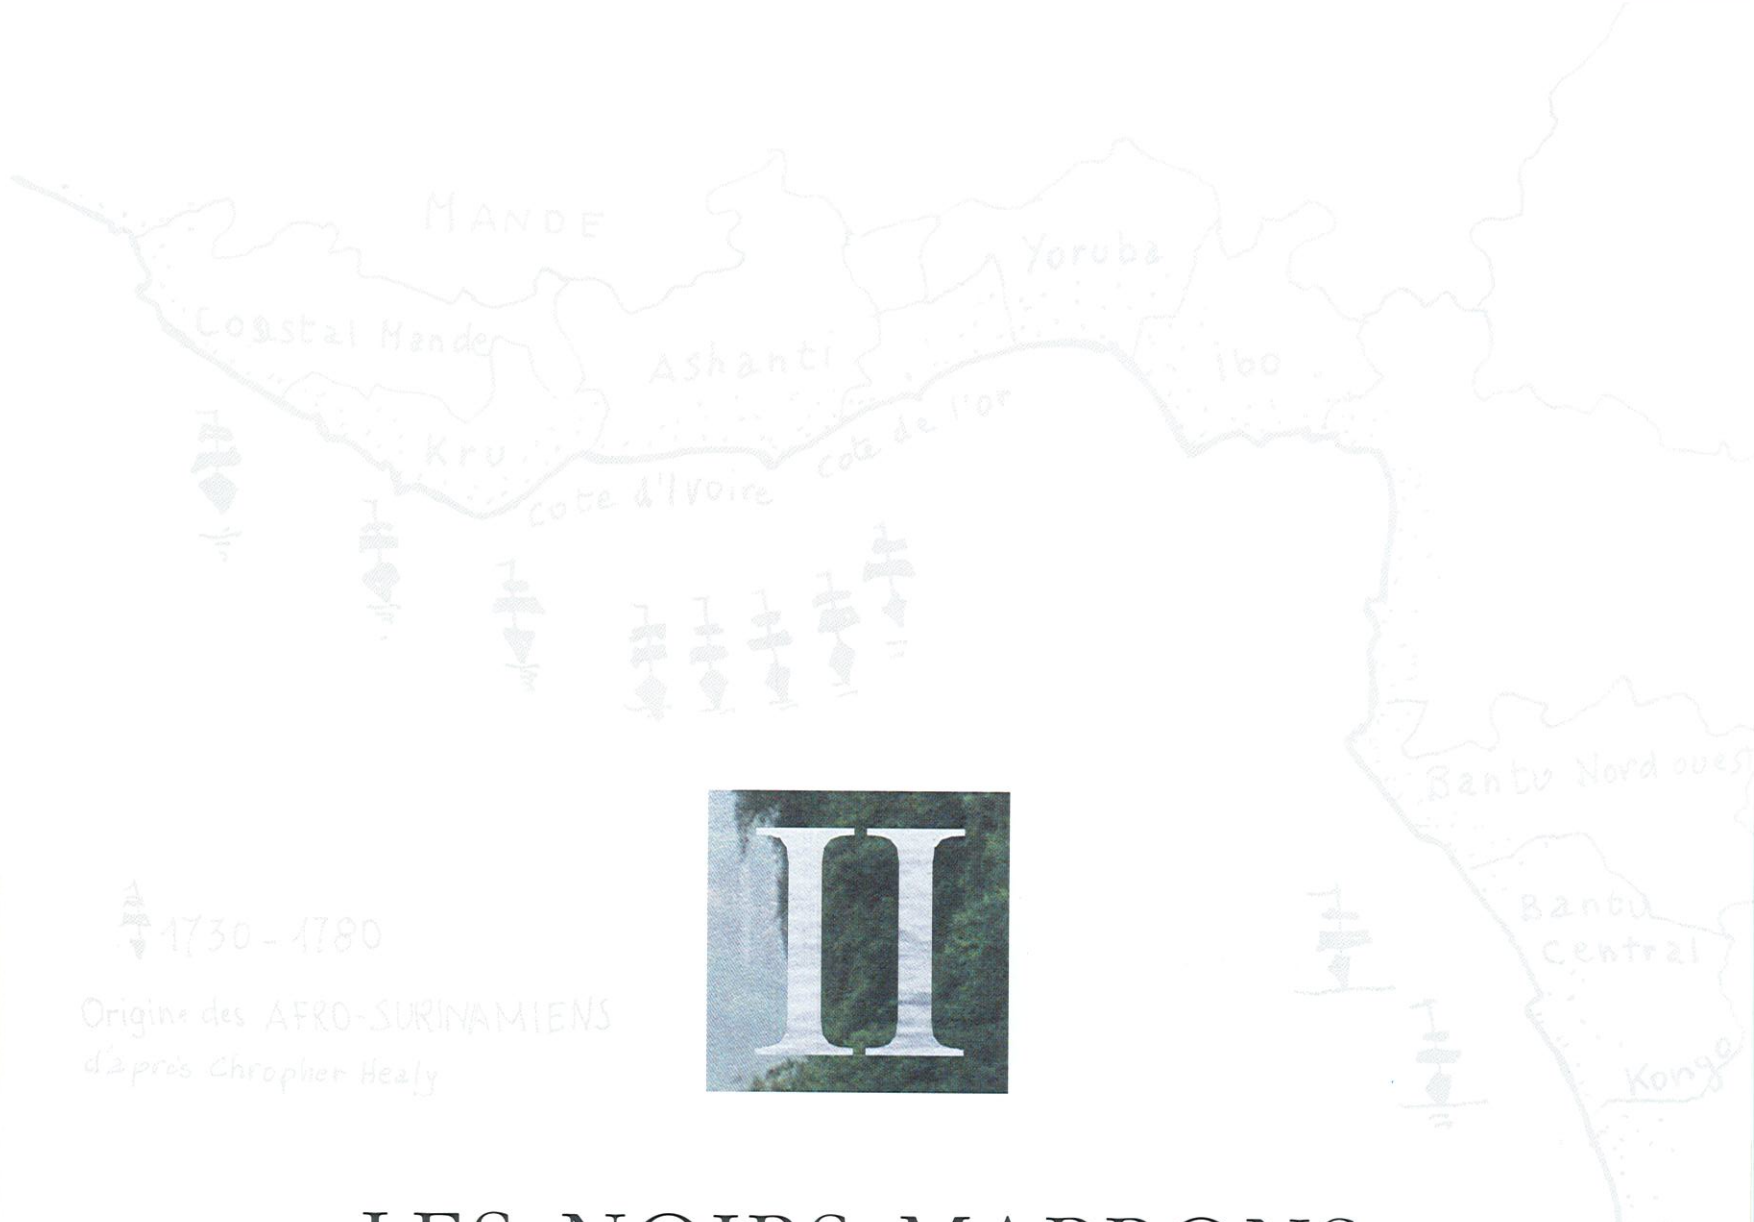 MANDE
Yoruba
Coastal Mande
Ashanti
Ibo
Kru
cote d'Ivoire
cote de l'or
Bantu Nord ouest
Bantu
Central
Kongo
1730-1780
Origine des AFRO-SURINAMIENS
d'après Chropher Healy
II
LES NOIRS MARRONS